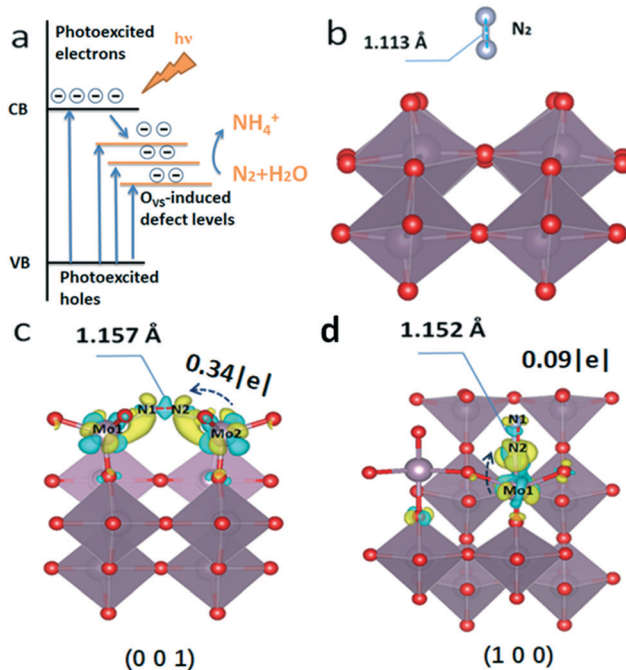 a
Photoexcited
electrons
hν
CB
NH₄⁺
N₂+H₂O
Oᵥₛ-induced
defect levels
VB
Photoexcited
holes
b
1.113 Å
N₂
c
1.157 Å
0.34|e|
N1
N2
Mo1
Mo2
(0 0 1)
d
1.152 Å
0.09|e|
N1
N2
Mo1
(1 0 0)